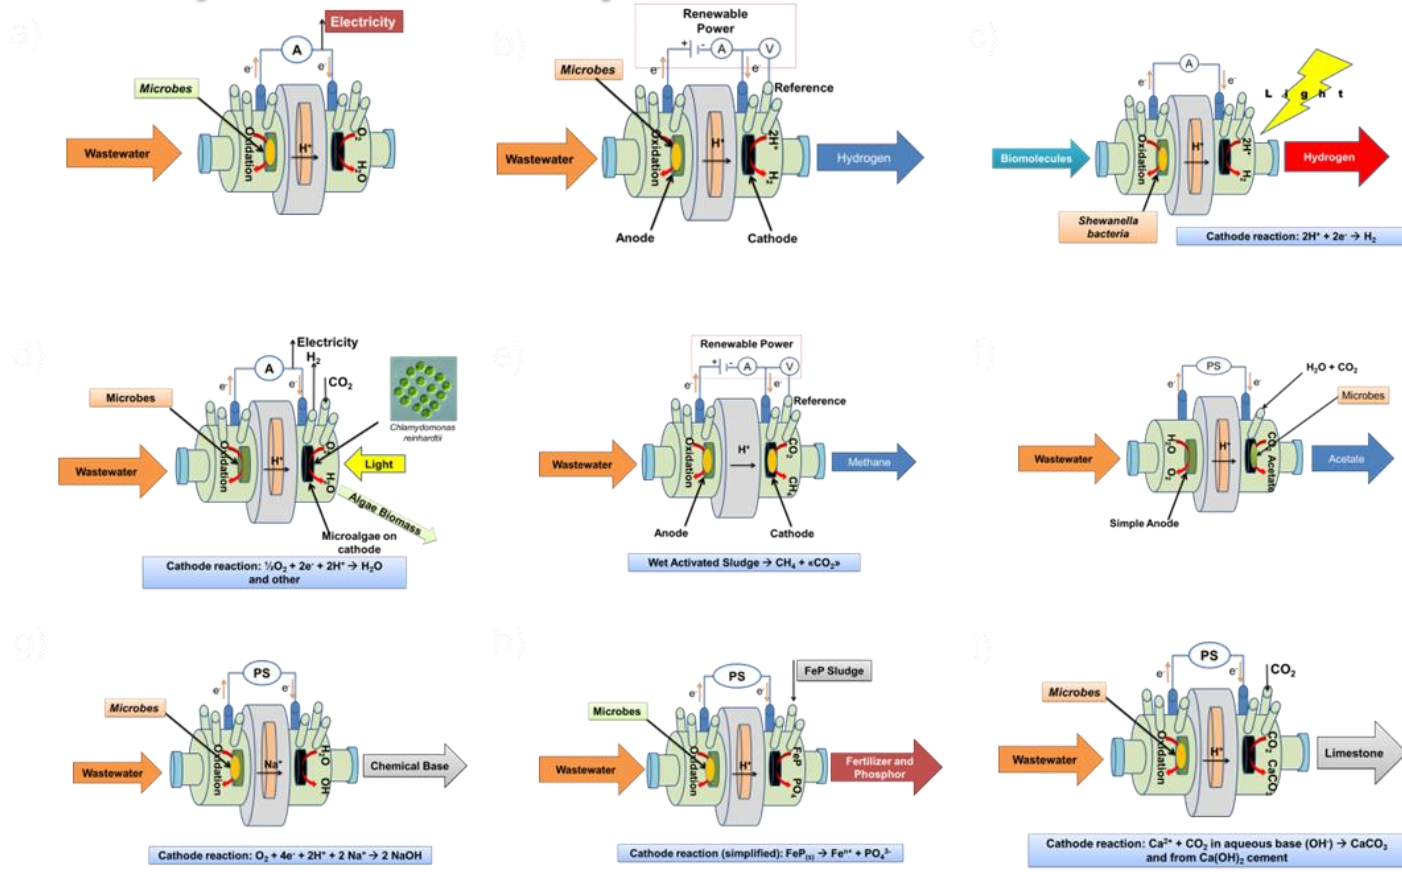 a)
Electricity
A
e-
e-
Microbes
Wastewater
Oxidation
H⁺
O₂
H₂O
b)
Renewable
Power
+
-
A
V
e-
e-
Microbes
Reference
Wastewater
Oxidation
H⁺
2H⁺
H₂
Hydrogen
Anode
Cathode
c)
A
e-
e-
Light
Biomolecules
Oxidation
H⁺
2H⁺
H₂
Hydrogen
Shewanella
bacteria
Cathode reaction: 2H⁺ + 2e⁻ → H₂
d)
Electricity
H₂
A
CO₂
e-
e-
Microbes
Chlamydomonas
reinhardtii
Wastewater
Oxidation
H⁺
O₂
H₂O
Light
Algae Biomass
Microalgae on
cathode
Cathode reaction: ½O₂ + 2e⁻ + 2H⁺ → H₂O
and other
e)
Renewable Power
+
-
A
V
e-
e-
Reference
Wastewater
Oxidation
H⁺
CO₂
CH₄
Methane
Anode
Cathode
Wet Activated Sludge → CH₄ + «CO₂»
f)
PS
H₂O + CO₂
e-
e-
Microbes
Wastewater
H₂O
O₂
H⁺
CO₂
Acetate
Acetate
Simple Anode
g)
PS
e-
e-
Microbes
Wastewater
Oxidation
Na⁺
H₂O
OH
Chemical Base
Cathode reaction: O₂ + 4e⁻ + 2H⁺ + 2 Na⁺ → 2 NaOH
h)
PS
FeP Sludge
e-
e-
Microbes
Wastewater
Oxidation
H⁺
FeP
PO₄
Fertilizer and
Phosphor
Cathode reaction (simplified): FeP₍ₛ₎ → Feⁿ⁺ + PO₄³⁻
i)
PS
CO₂
e-
e-
Microbes
Wastewater
Oxidation
H⁺
CO₂
CaCO₃
Limestone
Cathode reaction: Ca²⁺ + CO₂ in aqueous base (OH⁻) → CaCO₃
and from Ca(OH)₂ cement